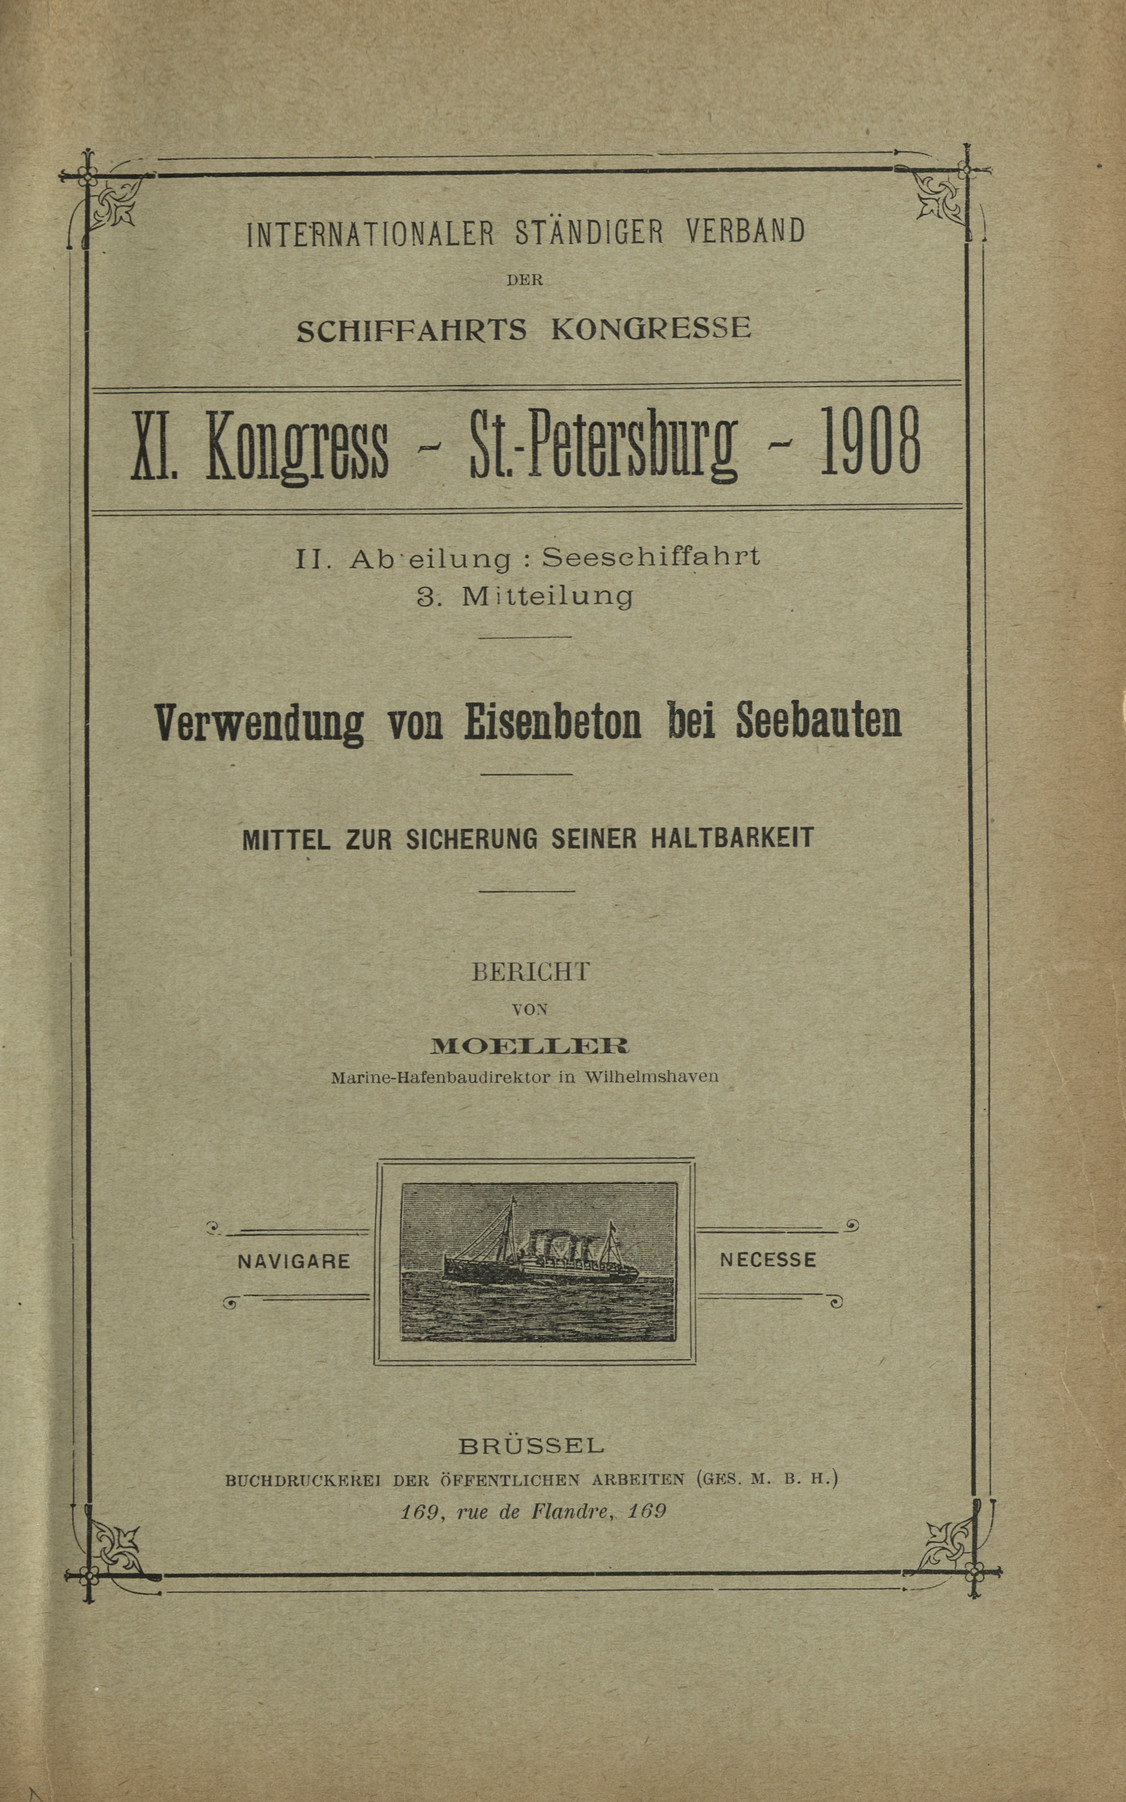 INTERNATIONALER STÄNDIGER VERBAND
DER
SCHIFFAHRTS KONGRESSE
XI. Kongress - St.-Petersburg - 1908
II. Ab eilung : Seeschiffahrt
3. Mitteilung
Verwendung von Eisenbeton bei Seebauten
MITTEL ZUR SICHERUNG SEINER HALTBARKEIT
BERICHT
VON
MOELLER
Marine-Hafenbaudirektor in Wilhelmshaven
NAVIGARE NECESSE
BRÜSSEL
BUCHDRUCKEREI DER ÖFFENTLICHEN ARBEITEN (GES. M. B. H.)
169, rue de Flandre, 169